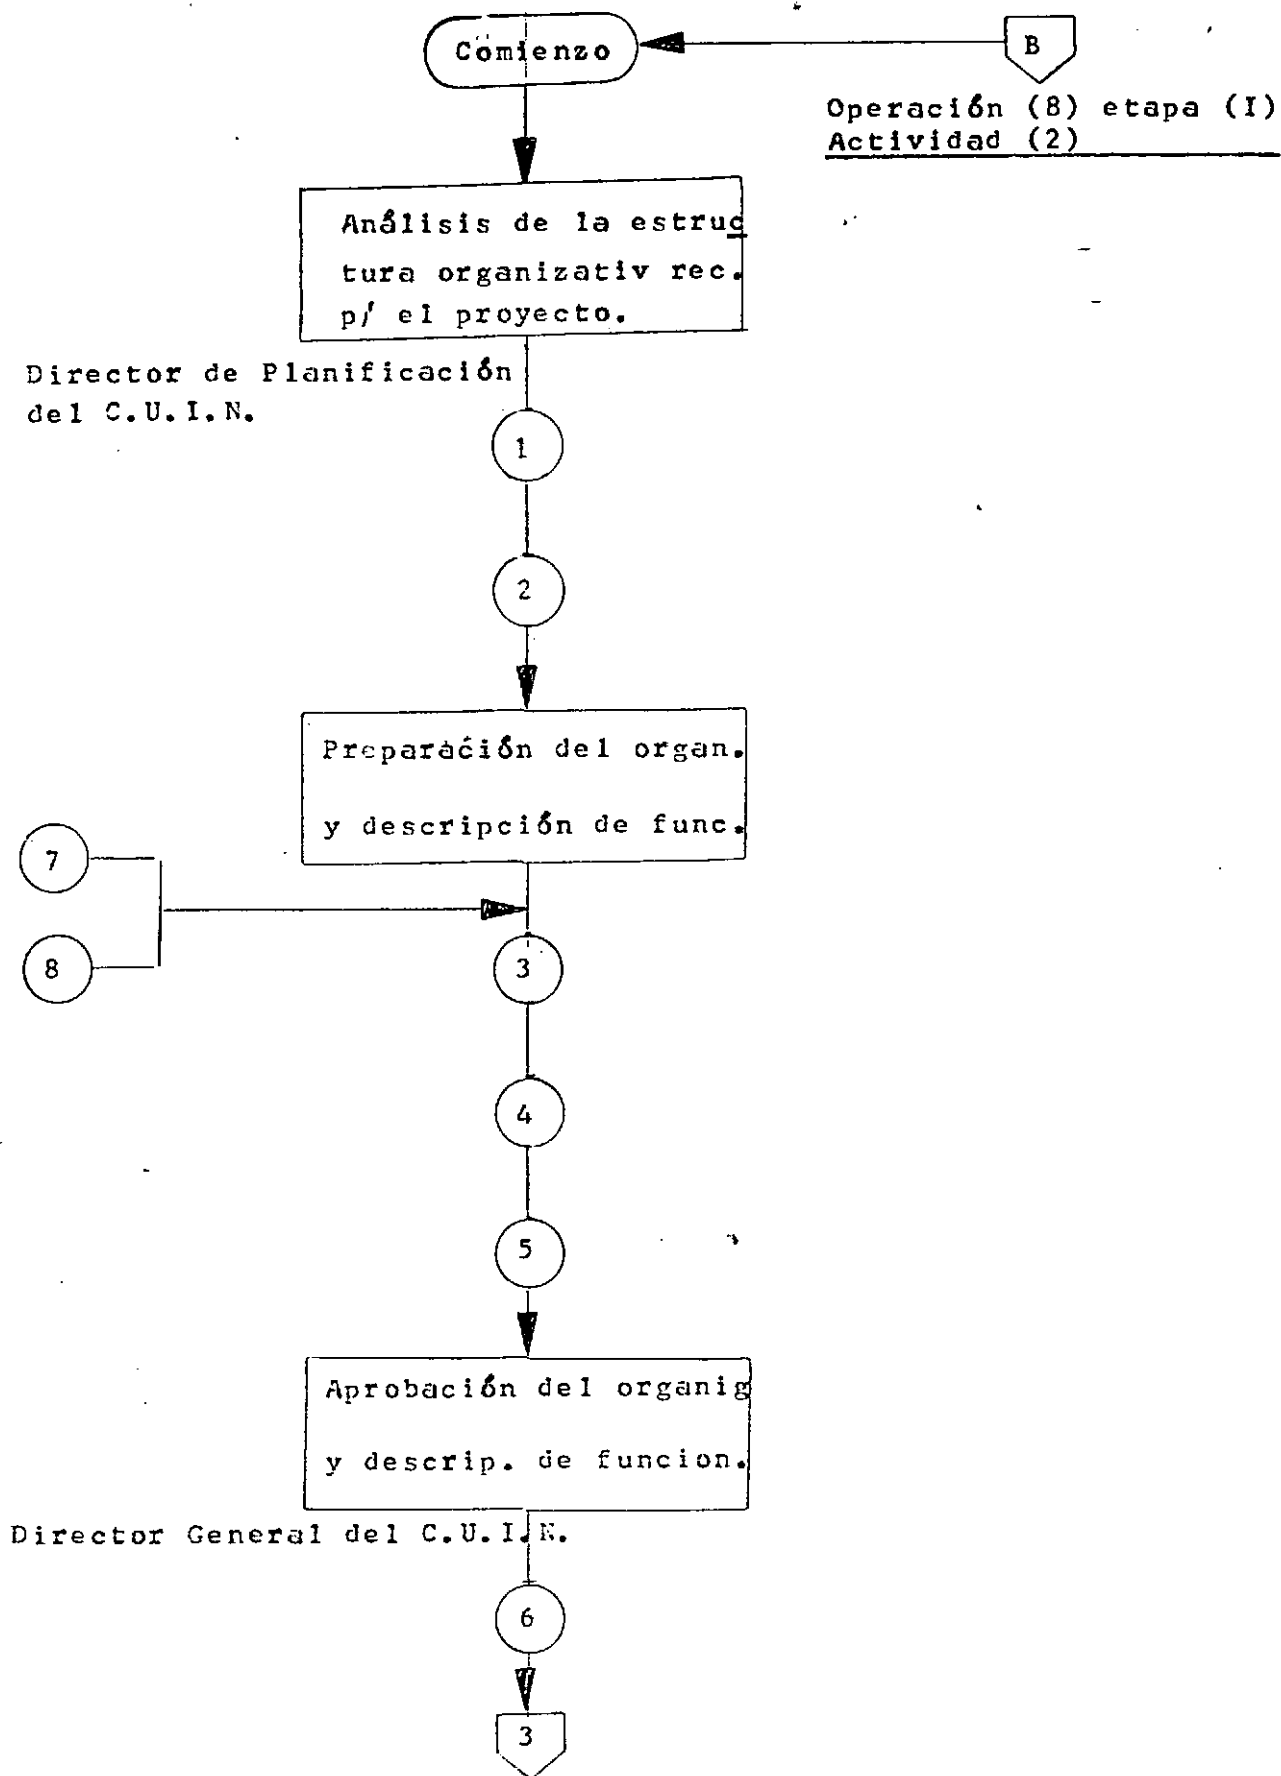 Comienzo
B
Operación (8) etapa (I)
Actividad (2)
Análisis de la estruc
tura organizativ rec.
p/ el proyecto.
Director de Planificación
del C.U.I.N.
1
2
Preparación del organ.
y descripción de func.
7
8
3
4
5
Aprobación del organig
y descrip. de funcion.
Director General del C.U.I.N.
6
3